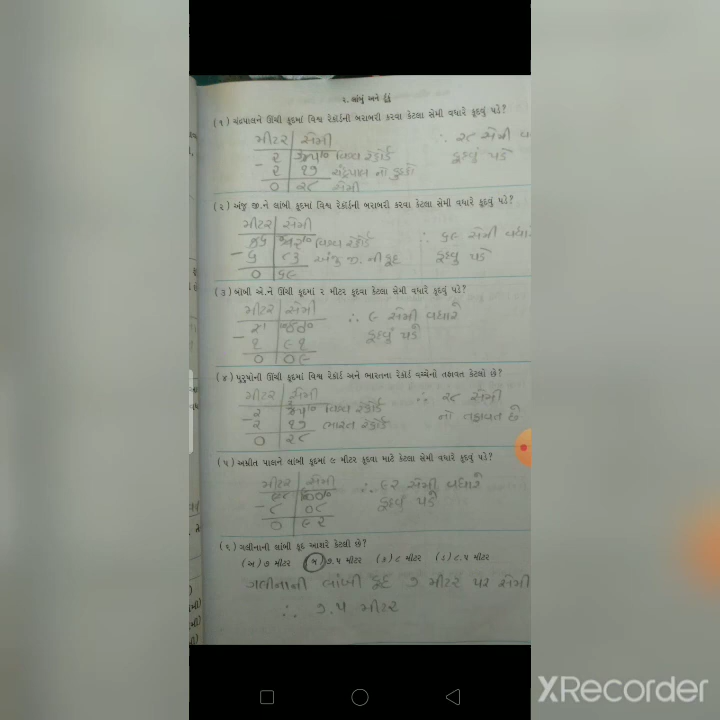 ૨. લાંબુ અને ટૂંકું
(૧) ચંદ્રપાલને ઊંચી કૂદમાં વિશ્વ રેકોર્ડની બરાબરી કરવા કેટલા સેમી વધારે કૂદવું પડે?
મીટર સેમી ∴ ૨૮ સેમી
૨ વિશ્વ રેકોર્ડ કૂદવું પડે
- ૨ ૧૭ ચંદ્રપાલ નો કૂદકો
૦ ૨૮ સેમી
(૨) અંજુ જી.ને લાંબી કૂદમાં વિશ્વ રેકોર્ડની બરાબરી કરવા કેટલા સેમી વધારે કૂદવું પડે?
મીટર સેમી
વિશ્વ રેકોર્ડ ∴ ૬૯ સેમી વધારે
- ૬ ૮૩ અંજુ જી. ની કૂદ કૂદવું પડે
૦ ૬૯
(૩) બોબી એ.ને ઊંચી કૂદમાં ૨ મીટર કૂદવા કેટલા સેમી વધારે કૂદવું પડે?
મીટર સેમી ∴ ૯ સેમી વધારે
કૂદવું પડે
- ૧ ૯૧
૦ ૦૯
(૪) પુરુષોની ઊંચી કૂદમાં વિશ્વ રેકોર્ડ અને ભારતના રેકોર્ડ વચ્ચેનો તફાવત કેટલો છે?
મીટર સેમી ∴ ૨૮ સેમી
૨ વિશ્વ રેકોર્ડ નો તફાવત છે
- ૨ ૧૭ ભારત રેકોર્ડ
૦ ૨૮
(૫) અમ્રીત પાલને લાંબી કૂદમાં ૯ મીટર કૂદવા માટે કેટલા સેમી વધારે કૂદવું પડે?
મીટર સેમી ∴ ૯૨ સેમી વધારે
કૂદવું પડે
- ૮ ૦૮
૦ ૯૨
(૬) ગલીનાની લાંબી કૂદ આશરે કેટલી છે?
(અ) ૭ મીટર (બ) ૭.૫ મીટર (ક) ૮ મીટર (ડ) ૮.૫ મીટર
ગલીનાની લાંબી કૂદ ૭ મીટર ૫૨ સેમી
∴ ૭.૫ મીટર
XRecorder